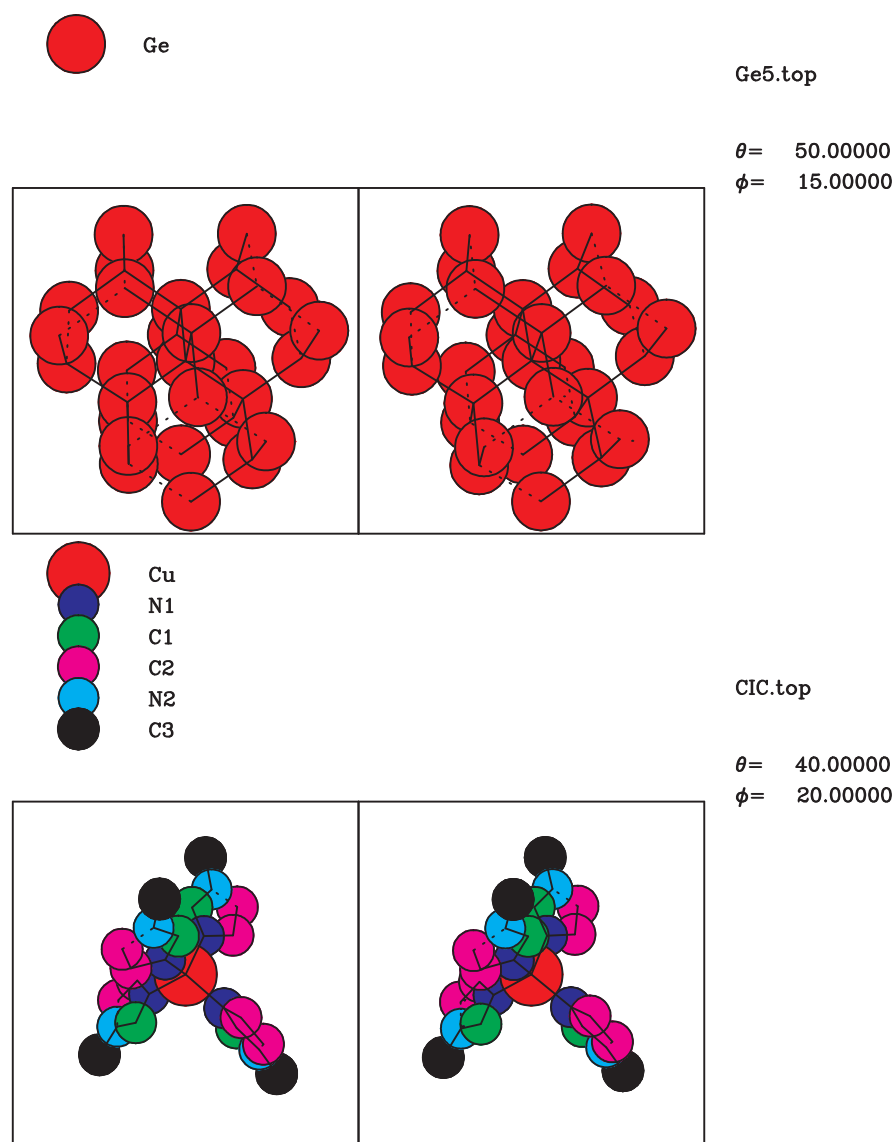 Ge
Ge5.top
θ= 50.00000
ϕ= 15.00000
Cu
N1
C1
C2
N2
C3
CIC.top
θ= 40.00000
ϕ= 20.00000